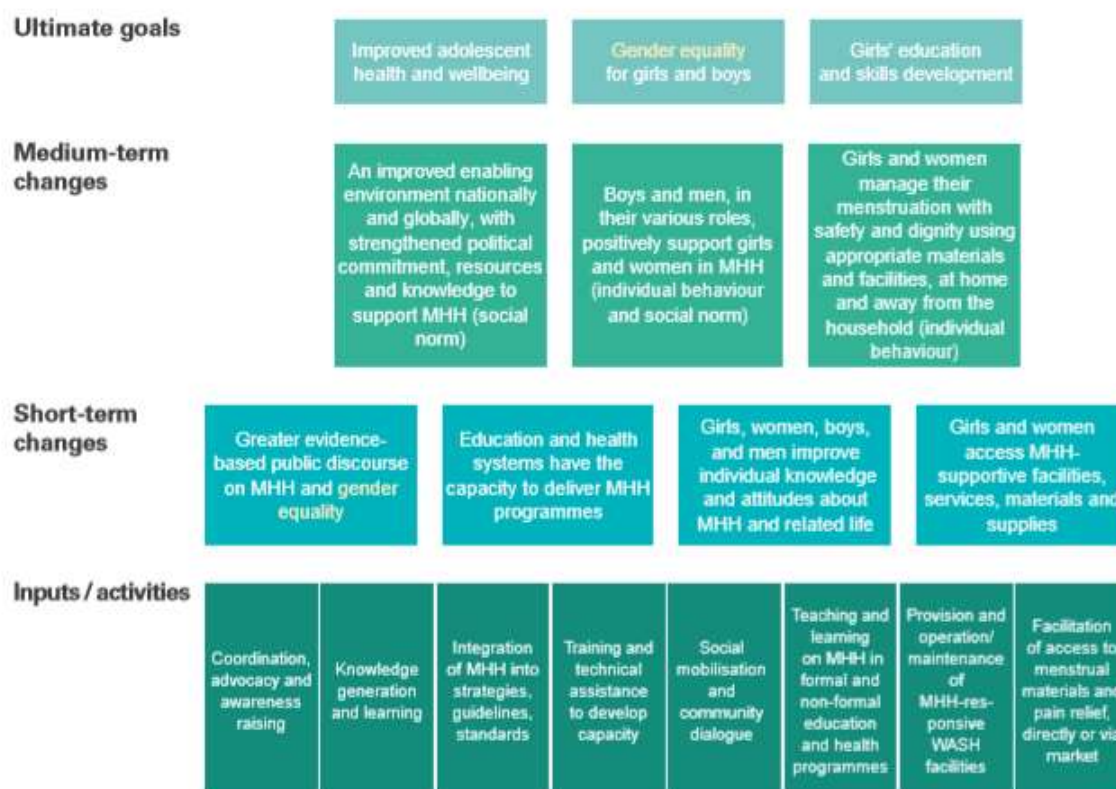 Ultimate goals
Improved adolescent
health and wellbeing
Gender equality
for girls and boys
Girls' education
and skills development
Medium-term
changes
An improved enabling
environment nationally
and globally, with
strengthened political
commitment, resources
and knowledge to
support MHH (social
norm)
Boys and men, in
their various roles,
positively support girls
and women in MHH
(individual behaviour
and social norm)
Girls and women
manage their
menstruation with
safety and dignity using
appropriate materials
and facilities, at home
and away from the
household (individual
behaviour)
Short-term
changes
Greater evidence-
based public discourse
on MHH and gender
equality
Education and health
systems have the
capacity to deliver MHH
programmes
Girls, women, boys,
and men improve
individual knowledge
and attitudes about
MHH and related life
Girls and women
access MHH-
supportive facilities,
services, materials and
supplies
Inputs / activities
Coordination,
advocacy and
awareness
raising
Knowledge
generation
and learning
Integration
of MHH into
strategies,
guidelines,
standards
Training and
technical
assistance
to develop
capacity
Social
mobilisation
and
community
dialogue
Teaching and
learning
on MHH in
formal and
non-formal
education
and health
programmes
Provision and
operation/
maintenance
of
MHH-res-
ponsive
WASH
facilities
Facilitation
of access to
menstrual
materials and
pain relief,
directly or via
market